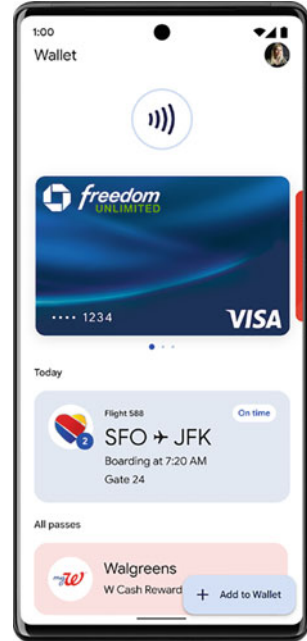 1:00
Wallet
freedom
UNLIMITED
•••• 1234
VISA
Today
Flight 588
On time
2
SFO ✈ JFK
Boarding at 7:20 AM
Gate 24
All passes
my W
Walgreens
W Cash Reward
+ Add to Wallet